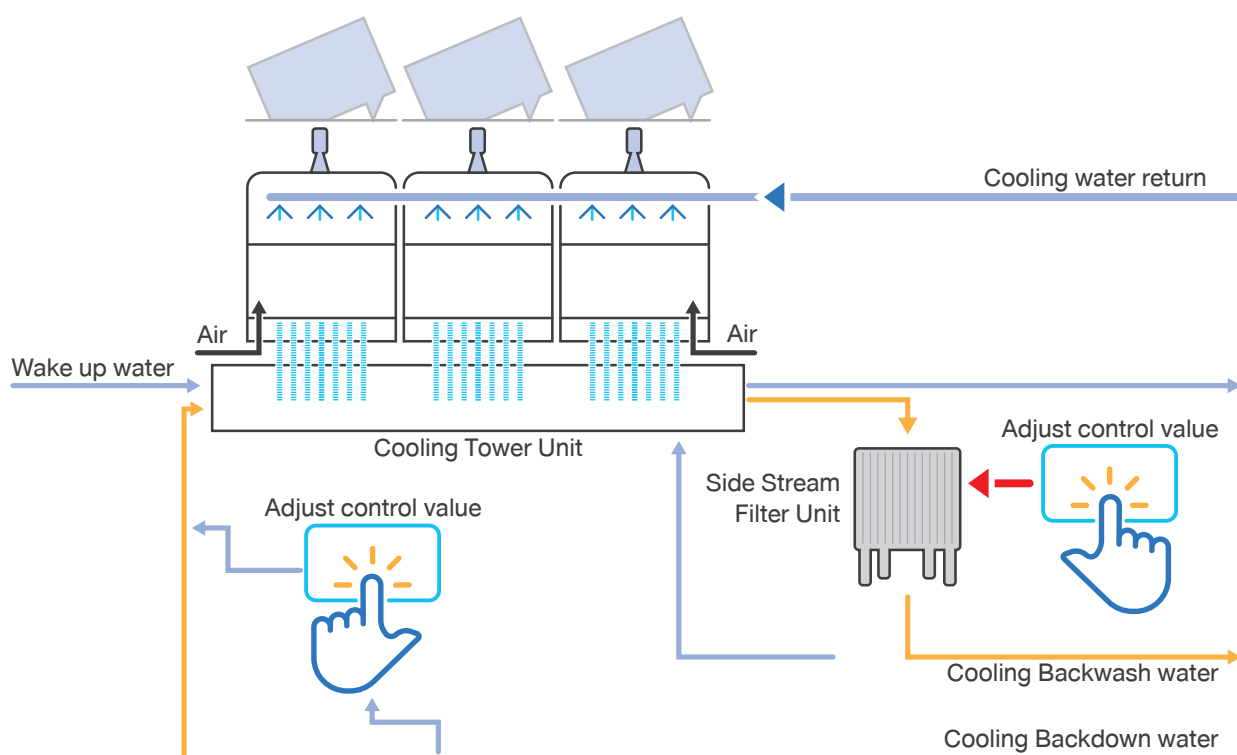 Cooling water return
Air
Air
Wake up water
Cooling Tower Unit
Adjust control value
Side Stream
Filter Unit
Adjust control value
Cooling Backwash water
Cooling Backdown water